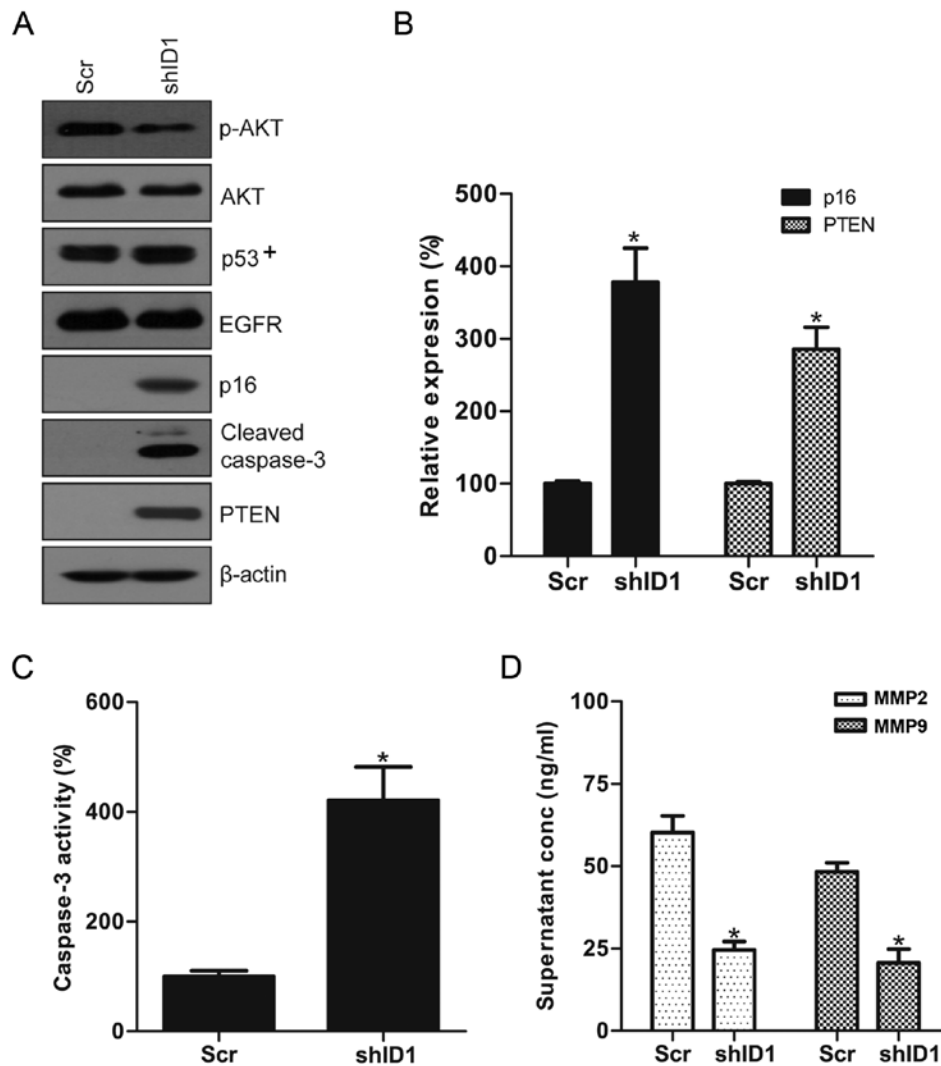 A
Scr
shID1
p-AKT
AKT
p53+
EGFR
p16
Cleaved
caspase-3
PTEN
β-actin
B
Relative expresion (%)
500
400
300
200
100
0
p16
PTEN
*
*
Scr
shID1
Scr
shID1
C
Caspase-3 activity (%)
600
400
200
0
*
Scr
shID1
D
Supernatant conc (ng/ml)
100
75
50
25
0
MMP2
MMP9
*
*
Scr
shID1
Scr
shID1